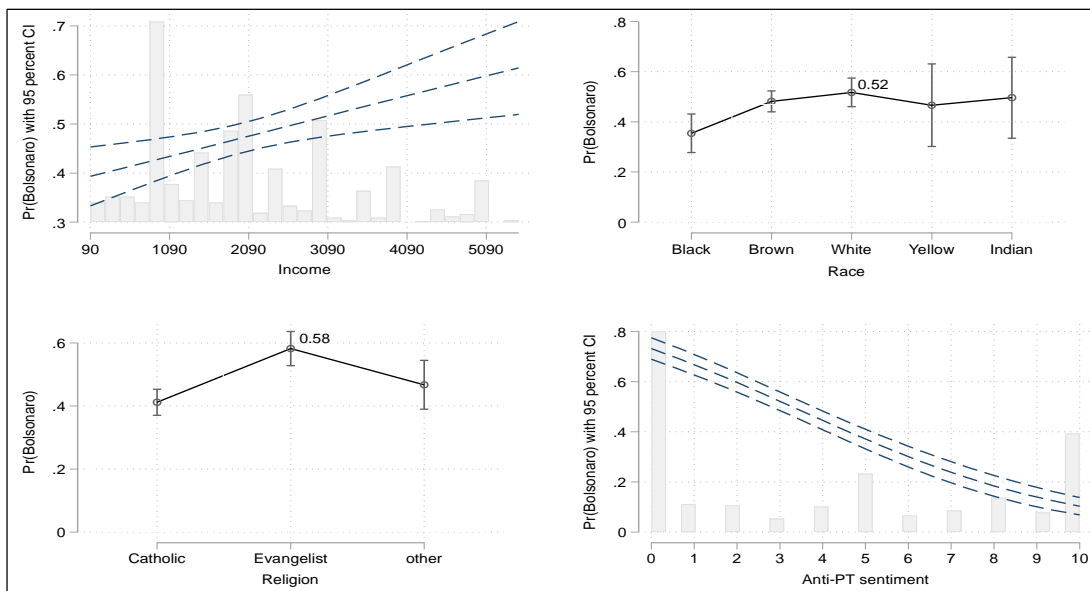 Pr(Bolsonaro) with 95 percent CI
.7
.6
.5
.4
.3
90 1090 2090 3090 4090 5090
Income
Pr(Bolsonaro)
.8
.6
.4
.2
0
0.52
Black Brown White Yellow Indian
Race
Pr(Bolsonaro)
.6
.4
.2
0
0.58
Catholic Evangelist other
Religion
Pr(Bolsonaro) with 95 percent CI
.8
.6
.4
.2
0
0 1 2 3 4 5 6 7 8 9 10
Anti-PT sentiment